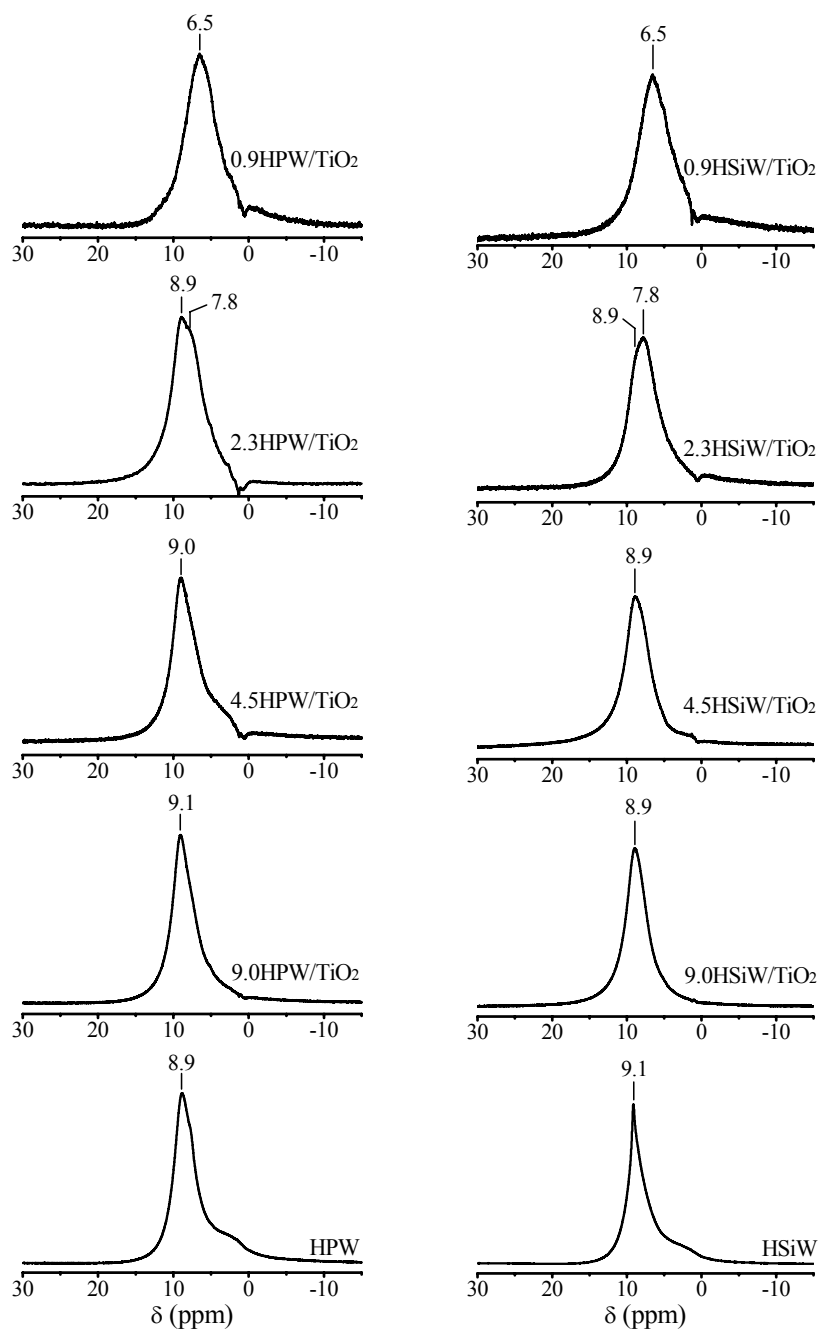 6.5
0.9HPW/TiO2
30 20 10 0 -10
8.9
7.8
2.3HPW/TiO2
30 20 10 0 -10
9.0
4.5HPW/TiO2
30 20 10 0 -10
9.1
9.0HPW/TiO2
30 20 10 0 -10
8.9
HPW
30 20 10 0 -10
δ (ppm)
6.5
0.9HSiW/TiO2
30 20 10 0 -10
7.8
8.9
2.3HSiW/TiO2
30 20 10 0 -10
8.9
4.5HSiW/TiO2
30 20 10 0 -10
8.9
9.0HSiW/TiO2
30 20 10 0 -10
9.1
HSiW
30 20 10 0 -10
δ (ppm)